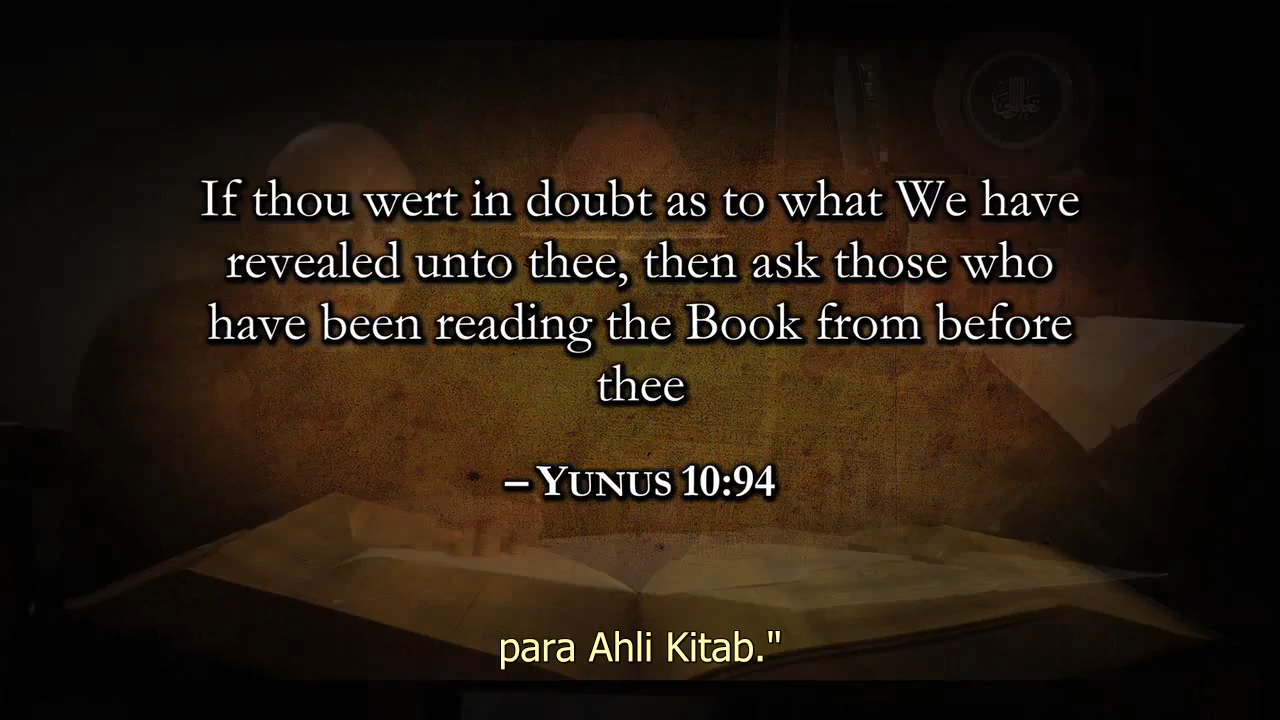 If thou wert in doubt as to what We have
revealed unto thee, then ask those who
have been reading the Book from before
thee
– YUNUS 10:94
para Ahli Kitab."